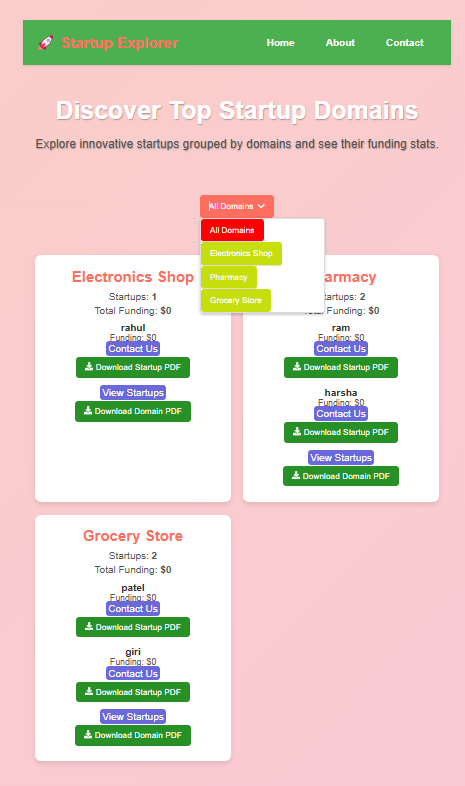 🚀 Startup Explorer Home About Contact
Discover Top Startup Domains
Explore innovative startups grouped by domains and see their funding stats.
All Domains
All Domains
Electronics Shop
Pharmacy
Grocery Store
Electronics Shop
Startups: 1
Total Funding: $0
rahul
Funding: $0
Contact Us
Download Startup PDF
View Startups
Download Domain PDF
armacy
Startups: 2
Total Funding: $0
ram
Funding: $0
Contact Us
Download Startup PDF
harsha
Funding: $0
Contact Us
Download Startup PDF
View Startups
Download Domain PDF
Grocery Store
Startups: 2
Total Funding: $0
patel
Funding: $0
Contact Us
Download Startup PDF
giri
Funding: $0
Contact Us
Download Startup PDF
View Startups
Download Domain PDF